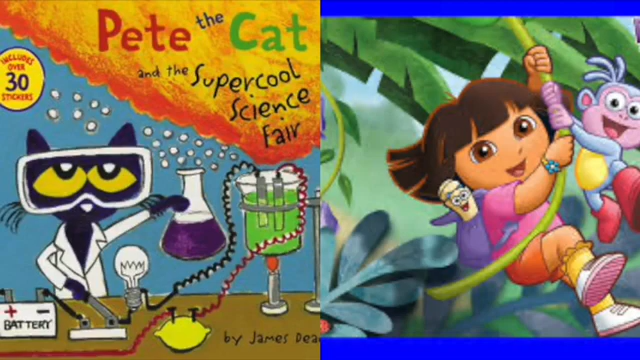 Pete the Cat
and the Supercool
Science
Fair
INCLUDES
OVER
30
STICKERS
+ -
BATTERY
by James Dea